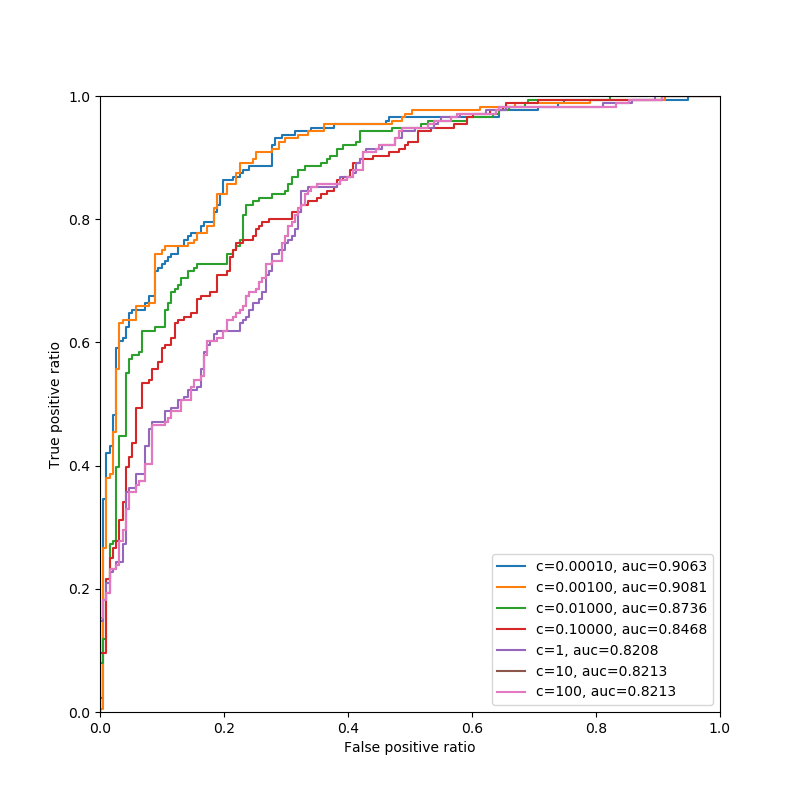 1.0
0.8
0.6
0.4
0.2
0.0
True positive ratio
c=0.00010, auc=0.9063
c=0.00100, auc=0.9081
c=0.01000, auc=0.8736
c=0.10000, auc=0.8468
c=1, auc=0.8208
c=10, auc=0.8213
c=100, auc=0.8213
0.0 0.2 0.4 0.6 0.8 1.0
False positive ratio